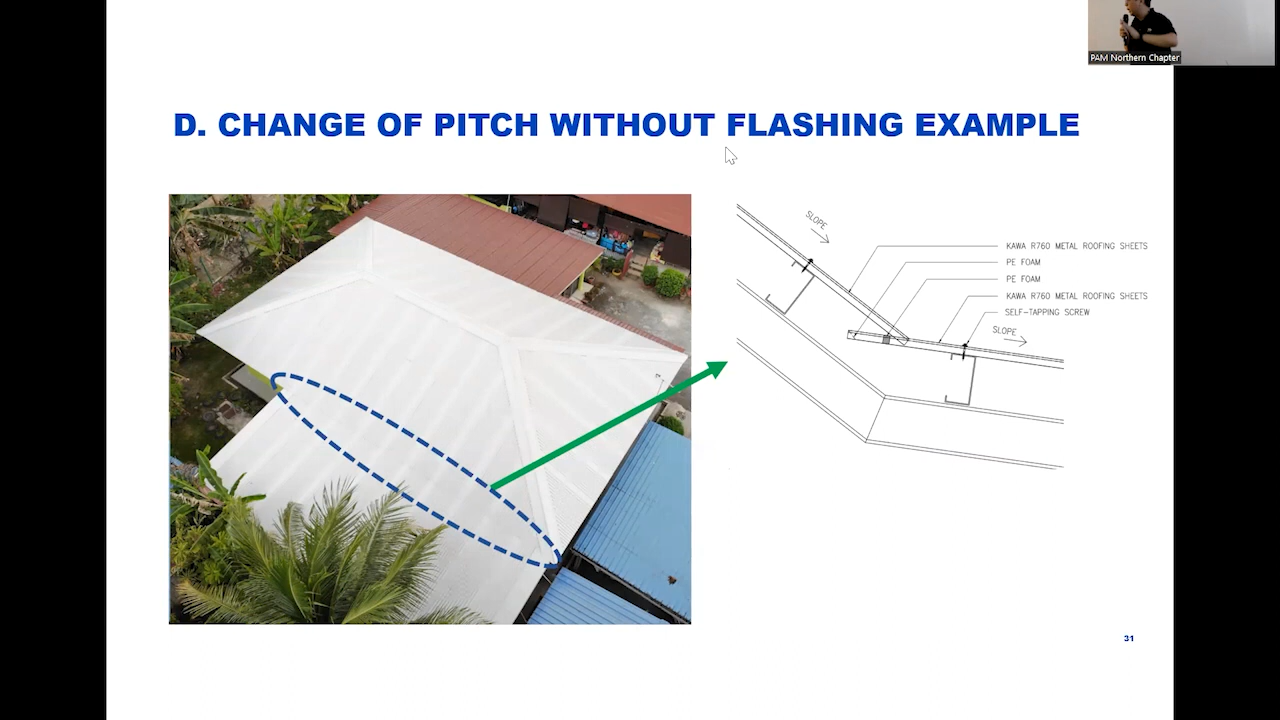 PAM Northern Chapter
D. CHANGE OF PITCH WITHOUT FLASHING EXAMPLE
SLOPE
KAWA R760 METAL ROOFING SHEETS
PE FOAM
PE FOAM
KAWA R760 METAL ROOFING SHEETS
SELF-TAPPING SCREW
SLOPE
31